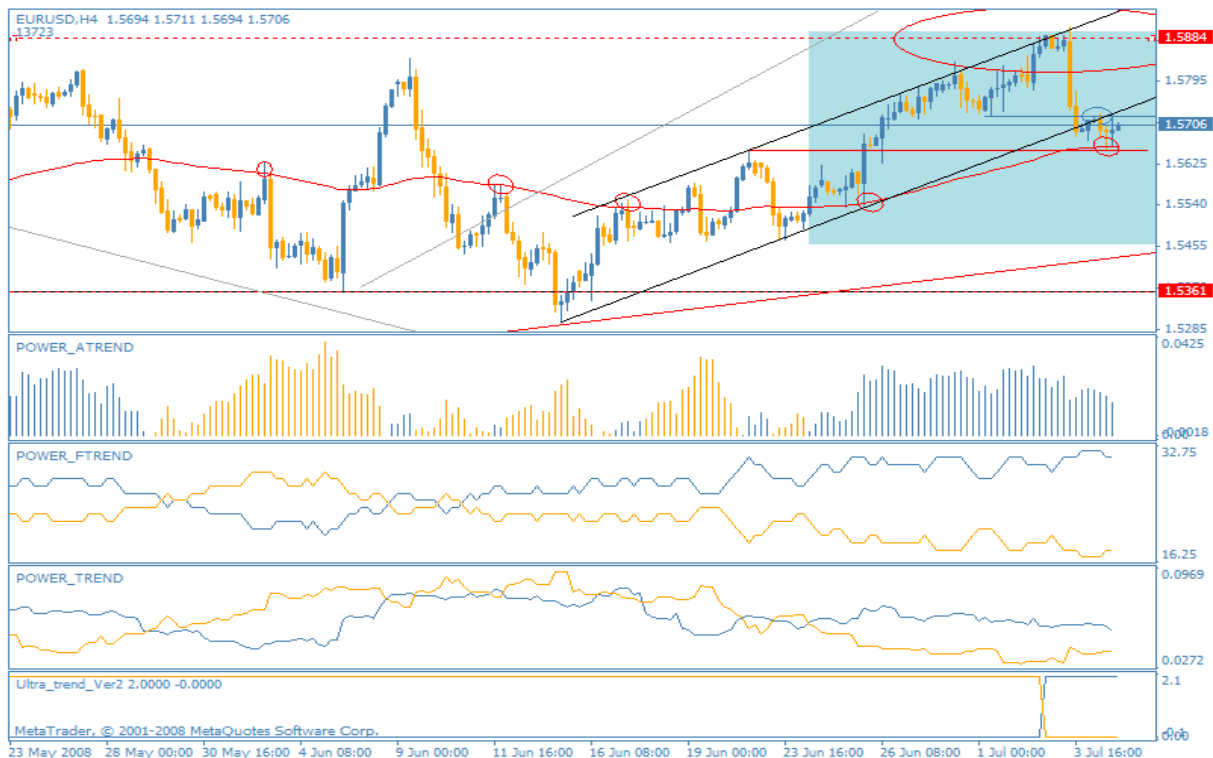 EURUSD,H4 1.5694 1.5711 1.5694 1.5706
13723
1.5884
1.5795
1.5706
1.5625
1.5540
1.5455
1.5361
1.5285
POWER_ATREND
0.0425
-0.0018
POWER_FTREND
32.75
16.25
POWER_TREND
0.0969
0.0272
Ultra_trend_Ver2 2.0000 -0.0000
2.1
MetaTrader, © 2001-2008 MetaQuotes Software Corp.
23 May 2008 28 May 00:00 30 May 16:00 4 Jun 08:00 9 Jun 00:00 11 Jun 16:00 16 Jun 08:00 19 Jun 00:00 23 Jun 16:00 26 Jun 08:00 1 Jul 00:00 3 Jul 16:00